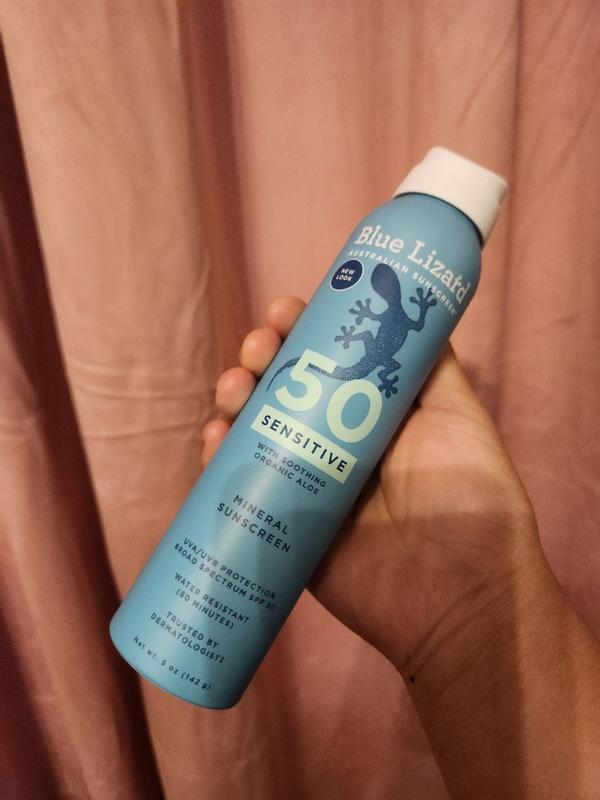 Blue Lizard
AUSTRALIAN SUNSCREEN
NEW
LOOK
50
SENSITIVE
WITH SOOTHING
ORGANIC ALOE
MINERAL
SUNSCREEN
UVA/UVB PROTECTION
BROAD SPECTRUM SPF 50
WATER RESISTANT
(80 MINUTES)
TRUSTED BY
DERMATOLOGISTS
Net wt. 5 oz (142 g)